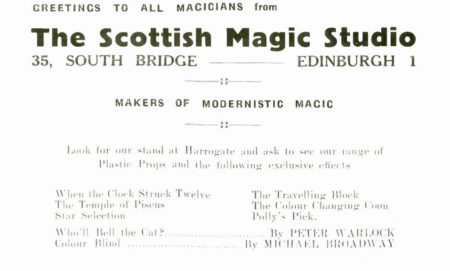 GREETINGS TO ALL MAGICIANS from
The Scottish Magic Studio
35, SOUTH BRIDGE ——— EDINBURGH 1
MAKERS OF MODERNISTIC MAGIC
Look for our stand at Harrogate and ask to see our range of
Plastic Props and the following exclusive effects
When the Clock Struck Twelve
The Temple of Piscus
Star Selection
The Travelling Block
The Colour Changing Coon
Polly's Pick.
Who'll Bell the Cat? .................... By PETER WARLOCK
Colour Blind ........................ By MICHAEL BROADWAY